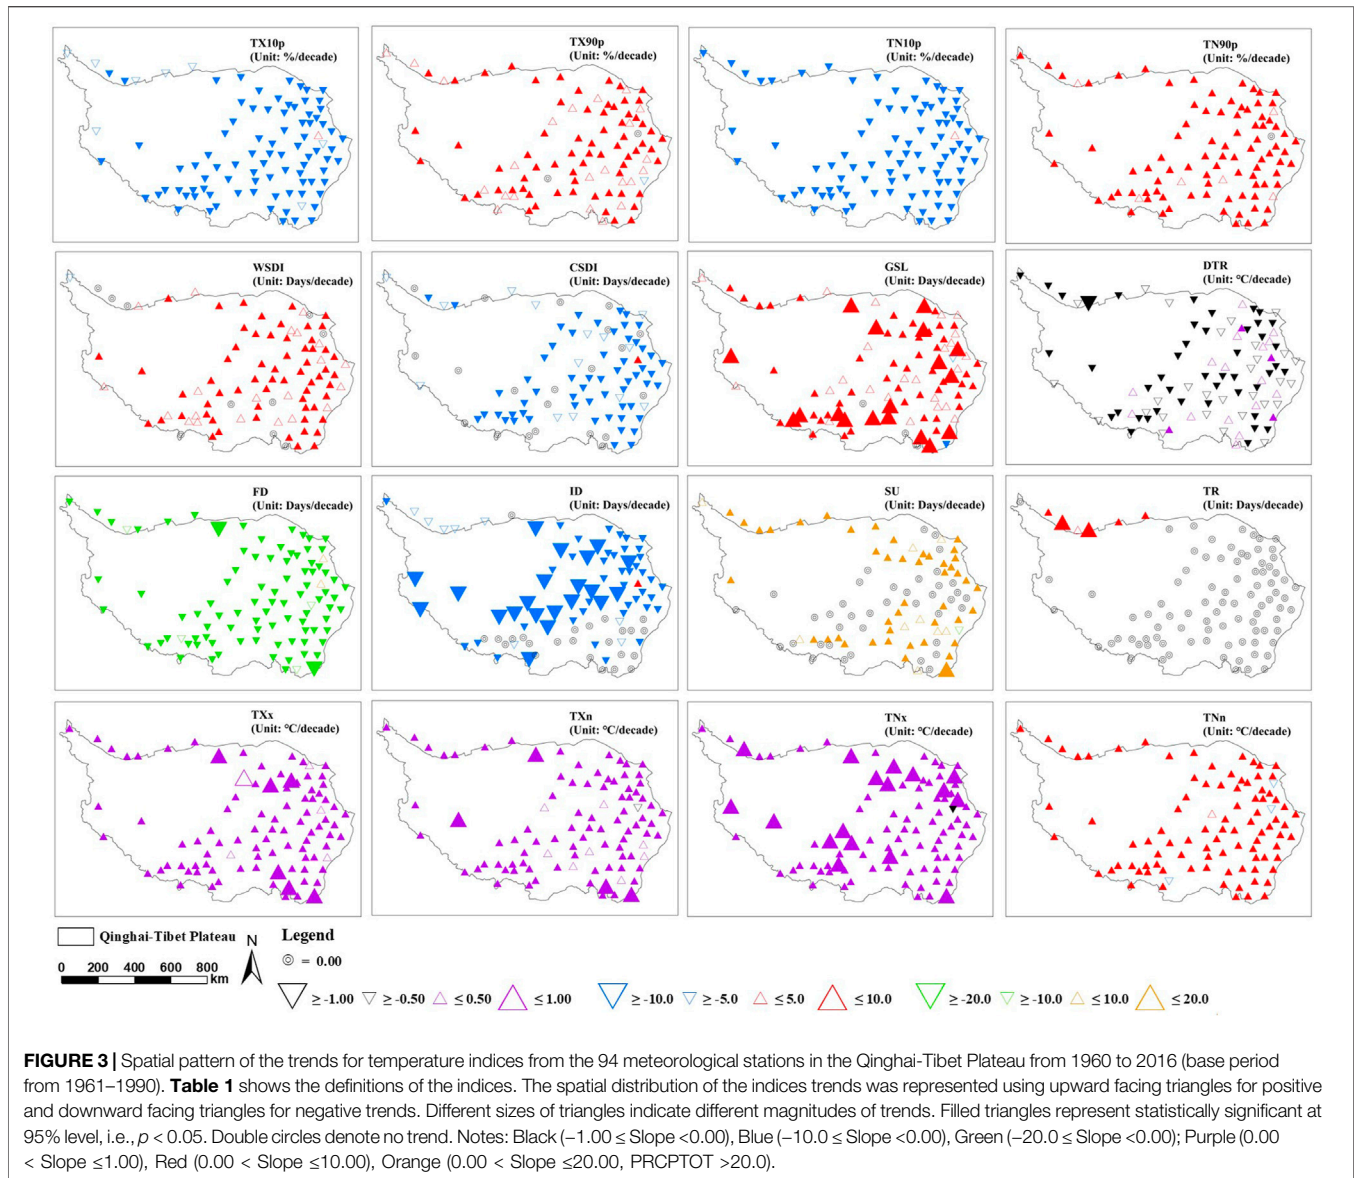 TX10p
(Unit: %/decade)
TX90p
(Unit: %/decade)
TN10p
(Unit: %/decade)
TN90p
(Unit: %/decade)
WSDI
(Unit: Days/decade)
CSDI
(Unit: Days/decade)
GSL
(Unit: Days/decade)
DTR
(Unit: °C/decade)
FD
(Unit: Days/decade)
ID
(Unit: Days/decade)
SU
(Unit: Days/decade)
TR
(Unit: Days/decade)
TXx
(Unit: °C/decade)
TXn
(Unit: °C/decade)
TNx
(Unit: °C/decade)
TNn
(Unit: °C/decade)
Qinghai-Tibet Plateau
N
0 200 400 600 800
km
Legend
= 0.00
≥ -1.00 ≥ -0.50 ≤ 0.50 ≤ 1.00 ≥ -10.0 ≥ -5.0 ≤ 5.0 ≤ 10.0 ≥ -20.0 ≥ -10.0 ≤ 10.0 ≤ 20.0
FIGURE 3 | Spatial pattern of the trends for temperature indices from the 94 meteorological stations in the Qinghai-Tibet Plateau from 1960 to 2016 (base period
from 1961–1990). Table 1 shows the definitions of the indices. The spatial distribution of the indices trends was represented using upward facing triangles for positive
and downward facing triangles for negative trends. Different sizes of triangles indicate different magnitudes of trends. Filled triangles represent statistically significant at
95% level, i.e., p < 0.05. Double circles denote no trend. Notes: Black (−1.00 ≤ Slope <0.00), Blue (−10.0 ≤ Slope <0.00), Green (−20.0 ≤ Slope <0.00); Purple (0.00
< Slope ≤1.00), Red (0.00 < Slope ≤10.00), Orange (0.00 < Slope ≤20.00, PRCPTOT >20.0).